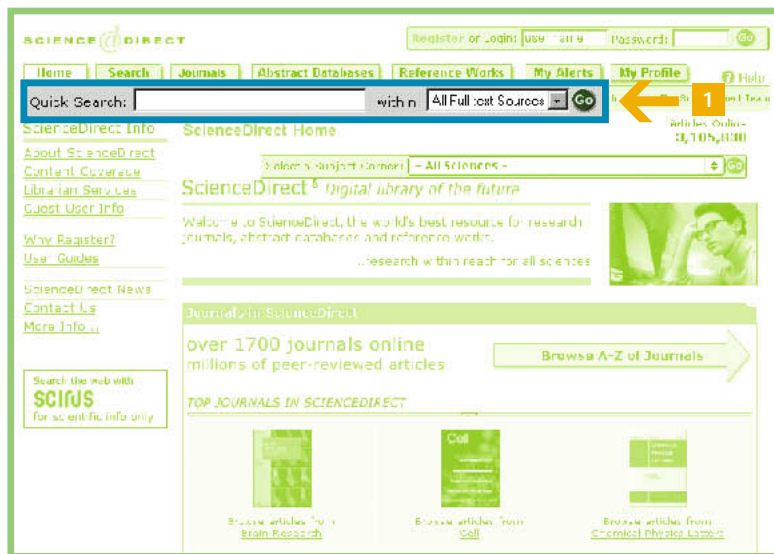 SCIENCE DIRECT
Register or Login: user name Password: Go
Home Search Journals Abstract Databases Reference Works My Alerts My Profile Help
Quick Search: within All Full-text Sources Go 1
ScienceDirect Info
ScienceDirect Home
Articles Online
3,105,830
About ScienceDirect
Content Coverage
Librarian Services
Guest User Info
Why Register?
User Guides
ScienceDirect News
Contact Us
More Info...
Select a Subject Corner: - All Sciences - Go
ScienceDirect Digital library of the future
Welcome to ScienceDirect, the world's best resource for research
journals, abstract databases and reference works.
...research within reach for all sciences
Journals in ScienceDirect
over 1700 journals online
millions of peer-reviewed articles
Browse A-Z of Journals
Search the web with
SCIRUS
for scientific info only
TOP JOURNALS IN SCIENCEDIRECT
Cell
Browse articles from
Brain Research
Browse articles from
Cell
Browse articles from
Chemical Physics Letters